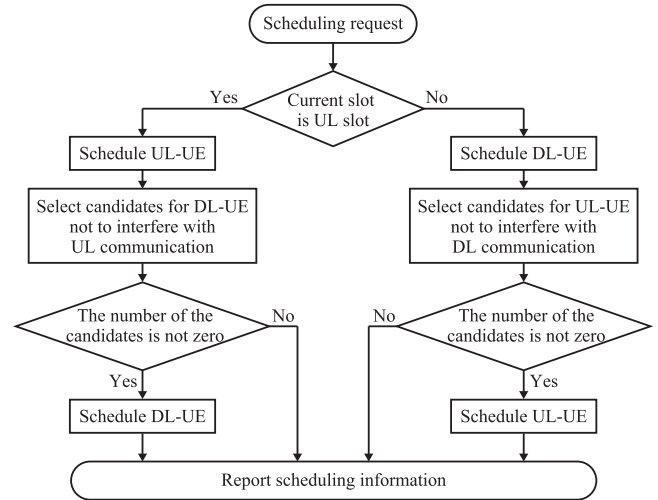 Scheduling request
Yes
Current slot
is UL slot
No
Schedule UL-UE
Schedule DL-UE
Select candidates for DL-UE
not to interfere with
UL communication
Select candidates for UL-UE
not to interfere with
DL communication
The number of the
candidates is not zero
No
No
The number of the
candidates is not zero
Yes
Yes
Schedule DL-UE
Schedule UL-UE
Report scheduling information